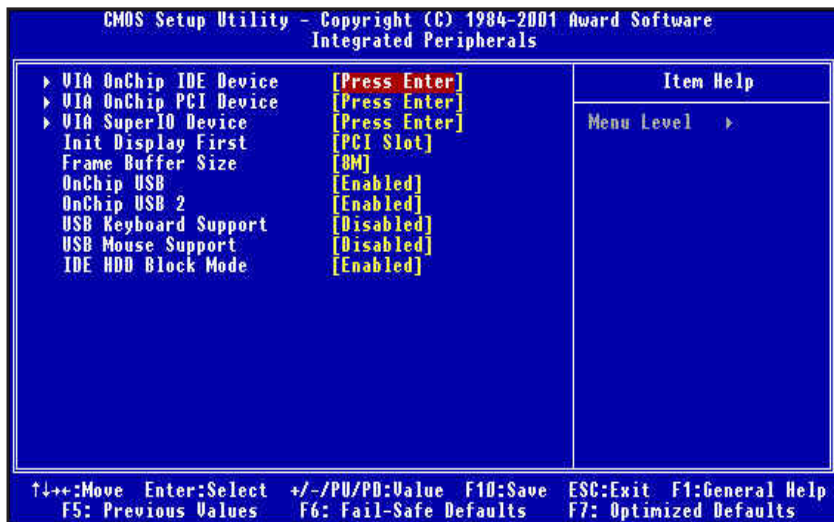 CMOS Setup Utility - Copyright (C) 1984-2001 Award Software
Integrated Peripherals
▸ VIA OnChip IDE Device [Press Enter]
▸ VIA OnChip PCI Device [Press Enter]
▸ VIA SuperIO Device [Press Enter]
Init Display First [PCI Slot]
Frame Buffer Size [8M]
OnChip USB [Enabled]
OnChip USB 2 [Enabled]
USB Keyboard Support [Disabled]
USB Mouse Support [Disabled]
IDE HDD Block Mode [Enabled]
Item Help
Menu Level ▸
↑↓→←:Move Enter:Select +/-/PU/PD:Value F10:Save ESC:Exit F1:General Help
F5: Previous Values F6: Fail-Safe Defaults F7: Optimized Defaults